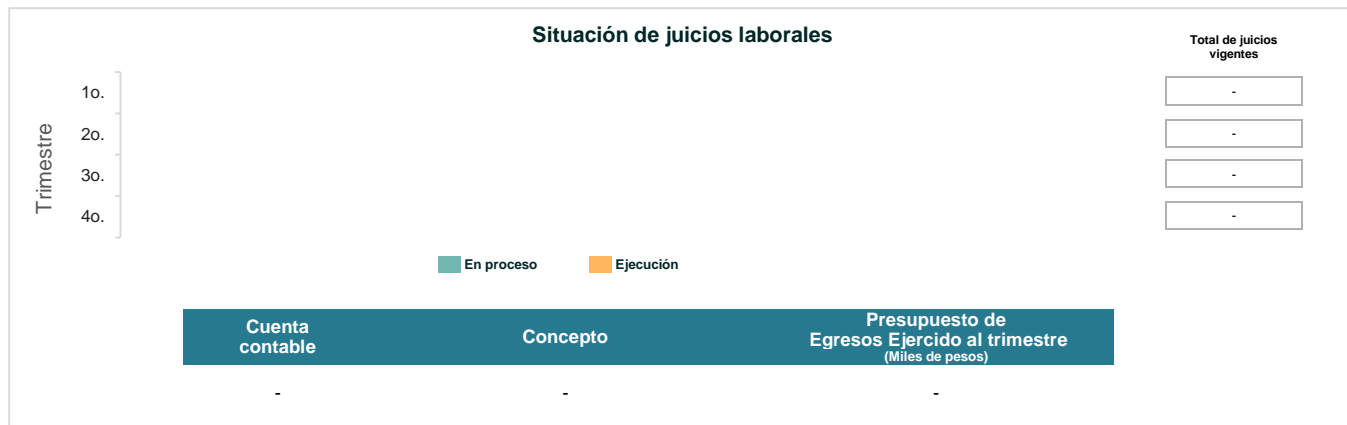 Situación de juicios laborales
Total de juicios
vigentes
Trimestre
1o.
-
2o.
-
3o.
-
4o.
-
En proceso
Ejecución
Cuenta
contable
Concepto
Presupuesto de
Egresos Ejercido al trimestre
(Miles de pesos)
-
-
-